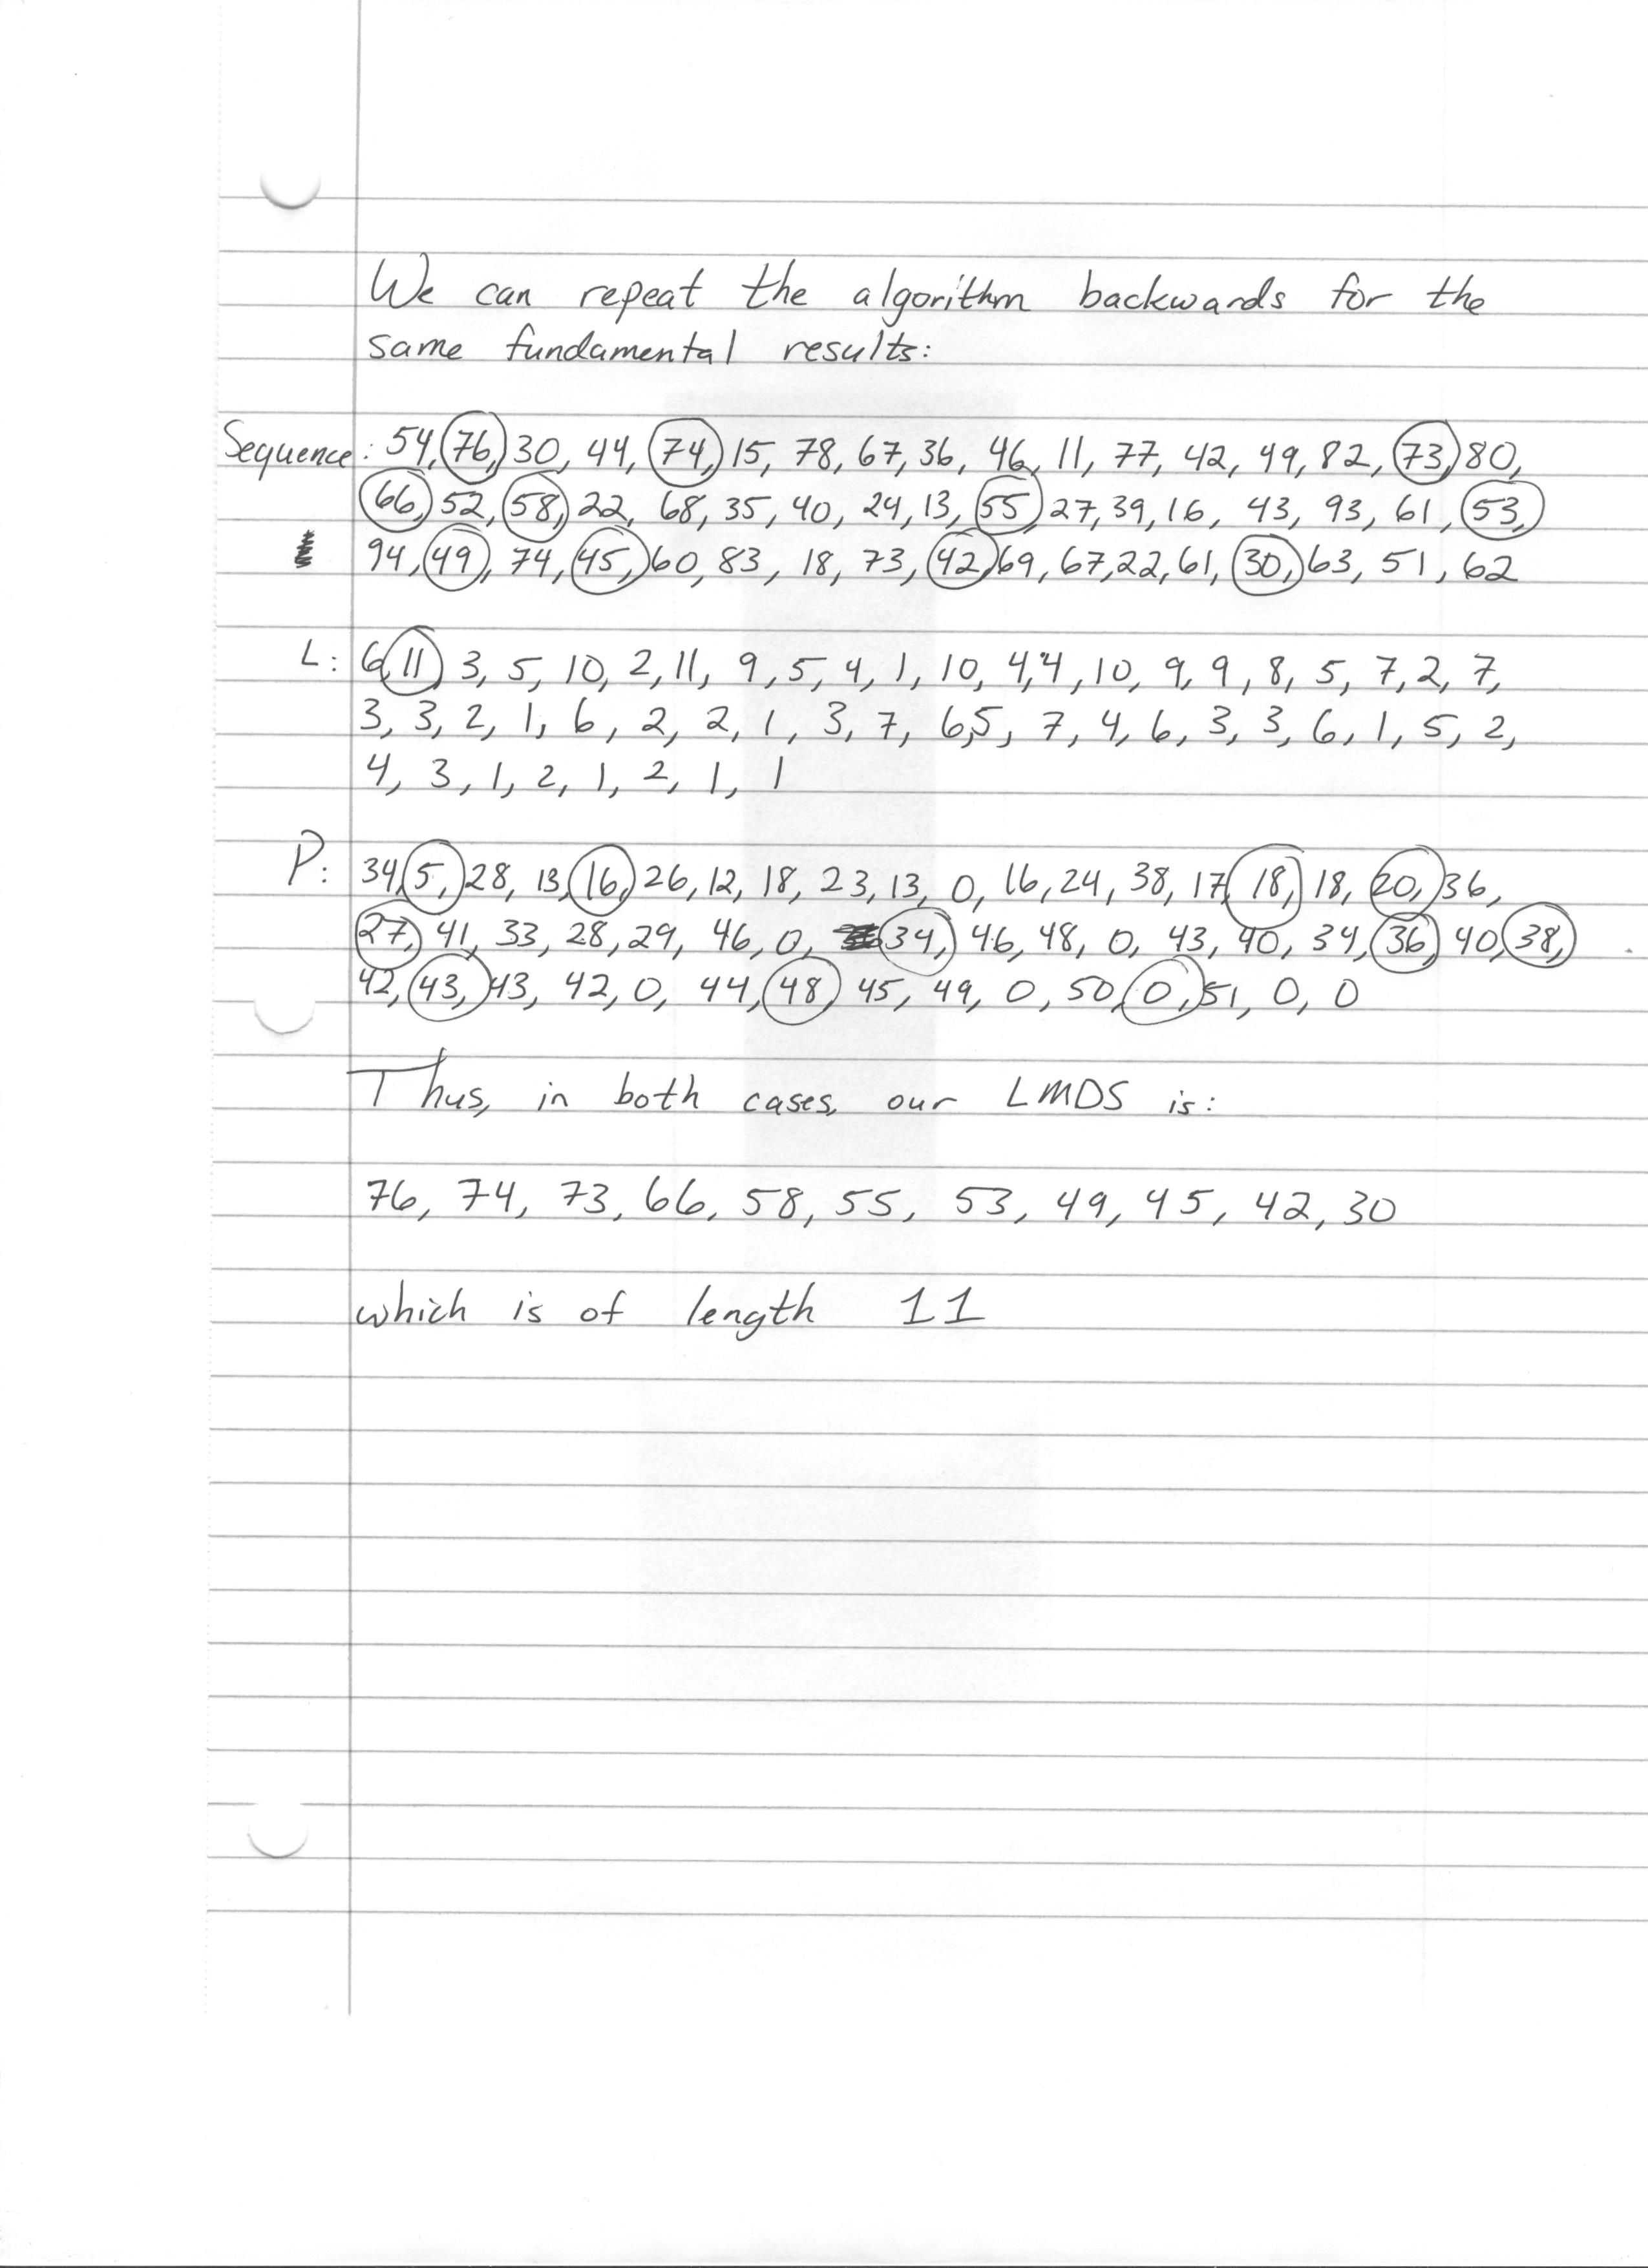 We can repeat the algorithm backwards for the
same fundamental results:
Sequence: 54, 76, 30, 44, 74, 15, 78, 67, 36, 46, 11, 77, 42, 49, 82, 73, 80,
66, 52, 58, 22, 68, 35, 40, 24, 13, 55, 27, 39, 16, 43, 93, 61, 53,
94, 49, 74, 45, 60, 83, 18, 73, 42, 69, 67, 22, 61, 30, 63, 51, 62
L: 6, 11, 3, 5, 10, 2, 11, 9, 5, 4, 1, 10, 4, 4, 10, 9, 9, 8, 5, 7, 2, 7,
3, 3, 2, 1, 6, 2, 2, 1, 3, 7, 6, 5, 7, 4, 6, 3, 3, 6, 1, 5, 2,
4, 3, 1, 2, 1, 2, 1, 1
P: 34, 5, 28, 13, 16, 26, 12, 18, 23, 13, 0, 16, 24, 38, 17, 18, 18, 20, 36,
27, 41, 33, 28, 29, 46, 0, 34, 46, 48, 0, 43, 40, 34, 36, 40, 38,
42, 43, 43, 42, 0, 44, 48, 45, 49, 0, 50, 0, 51, 0, 0
Thus, in both cases, our LMDS is:
76, 74, 73, 66, 58, 55, 53, 49, 45, 42, 30
which is of length 11